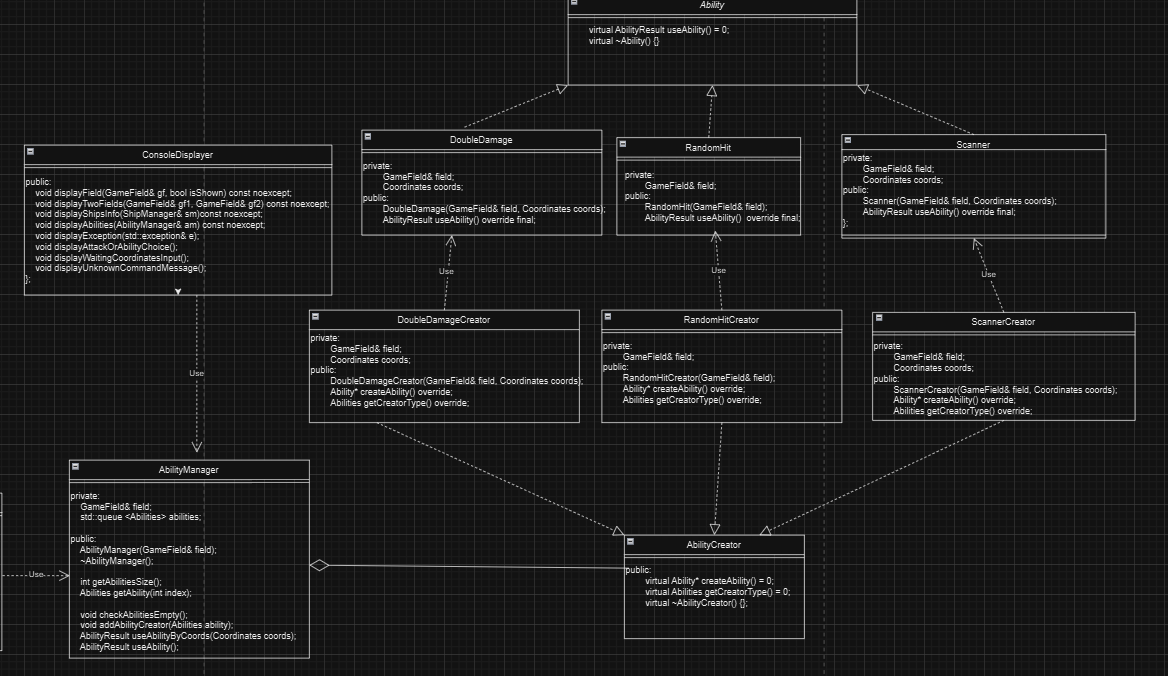 Ability
virtual AbilityResult useAbility() = 0;
virtual ~Ability() {}
DoubleDamage
private:
GameField& field;
Coordinates coords;
public:
DoubleDamage(GameField& field, Coordinates coords);
AbilityResult useAbility() override final;
RandomHit
private:
GameField& field;
public:
RandomHit(GameField& field);
AbilityResult useAbility() override final;
Scanner
private:
GameField& field;
Coordinates coords;
public:
Scanner(GameField& field, Coordinates coords);
AbilityResult useAbility() override final;
};
ConsoleDisplayer
public:
void displayField(GameField& gf, bool isShown) const noexcept;
void displayTwoFields(GameField& gf1, GameField& gf2) const noexcept;
void displayShipsInfo(ShipManager& sm)const noexcept;
void displayAbilities(AbilityManager& am) const noexcept;
void displayException(std::exception& e);
void displayAttackOrAbilityChoice();
void displayWaitingCoordinatesInput();
void displayUnknownCommandMessage();
};
Use
Use
Use
Use
DoubleDamageCreator
private:
GameField& field;
Coordinates coords;
public:
DoubleDamageCreator(GameField& field, Coordinates coords);
Ability* createAbility() override;
Abilities getCreatorType() override;
RandomHitCreator
private:
GameField& field;
public:
RandomHitCreator(GameField& field);
Ability* createAbility() override;
Abilities getCreatorType() override;
ScannerCreator
private:
GameField& field;
Coordinates coords;
public:
ScannerCreator(GameField& field, Coordinates coords);
Ability* createAbility() override;
Abilities getCreatorType() override;
AbilityManager
private:
GameField& field;
std::queue <Abilities> abilities;
public:
AbilityManager(GameField& field);
~AbilityManager();
int getAbilitiesSize();
Abilities getAbility(int index);
void checkAbilitiesEmpty();
void addAbilityCreator(Abilities ability);
AbilityResult useAbilityByCoords(Coordinates coords);
AbilityResult useAbility();
Use
AbilityCreator
public:
virtual Ability* createAbility() = 0;
virtual Abilities getCreatorType() = 0;
virtual ~AbilityCreator() {};